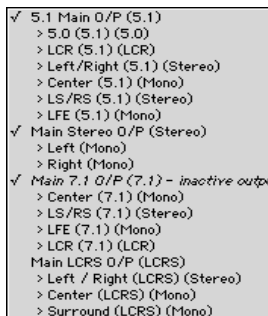 ✓ 5.1 Main O/P (5.1)
> 5.0 (5.1) (5.0)
> LCR (5.1) (LCR)
> Left/Right (5.1) (Stereo)
> Center (5.1) (Mono)
> LS/RS (5.1) (Stereo)
> LFE (5.1) (Mono)
✓ Main Stereo O/P (Stereo)
> Left (Mono)
> Right (Mono)
✓ Main 7.1 O/P (7.1) - inactive outp
> Center (7.1) (Mono)
> LS/RS (7.1) (Stereo)
> LFE (7.1) (Mono)
> LCR (7.1) (LCR)
Main LCRS O/P (LCRS)
> Left / Right (LCRS) (Stereo)
> Center (LCRS) (Mono)
> Surround (LCRS) (Mono)